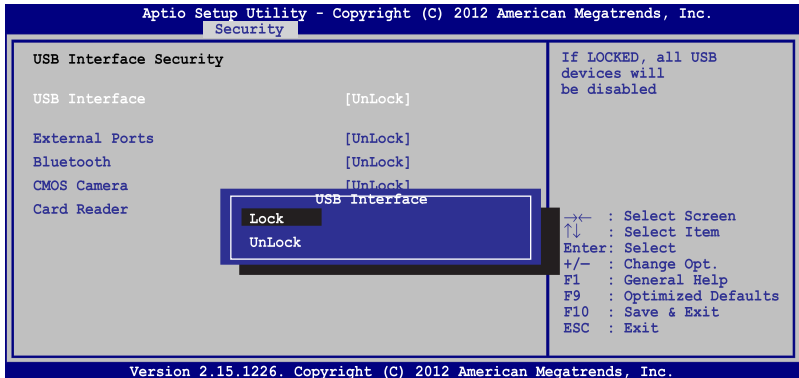 Aptio Setup Utility - Copyright (C) 2012 American Megatrends, Inc.
Security
USB Interface Security
USB Interface [UnLock]
External Ports [UnLock]
Bluetooth [UnLock]
CMOS Camera [UnLock]
Card Reader
USB Interface
Lock
UnLock
If LOCKED, all USB
devices will
be disabled
→← : Select Screen
↑↓ : Select Item
Enter: Select
+/— : Change Opt.
F1 : General Help
F9 : Optimized Defaults
F10 : Save & Exit
ESC : Exit
Version 2.15.1226. Copyright (C) 2012 American Megatrends, Inc.